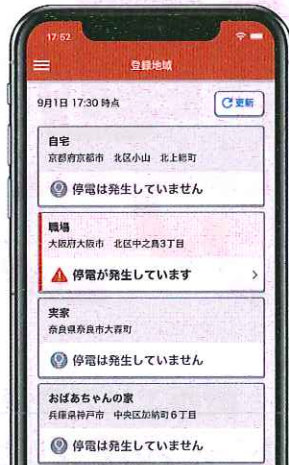 17:52
登録地域
9月1日 17:30 時点
更新
自宅
京都府京都市 北区小山 北上総町
停電は発生していません
職場
大阪府大阪市 北区中之島3丁目
停電が発生しています
実家
奈良県奈良市大森町
停電は発生していません
おばあちゃんの家
兵庫県神戸市 中央区加納町6丁目
停電は発生していません